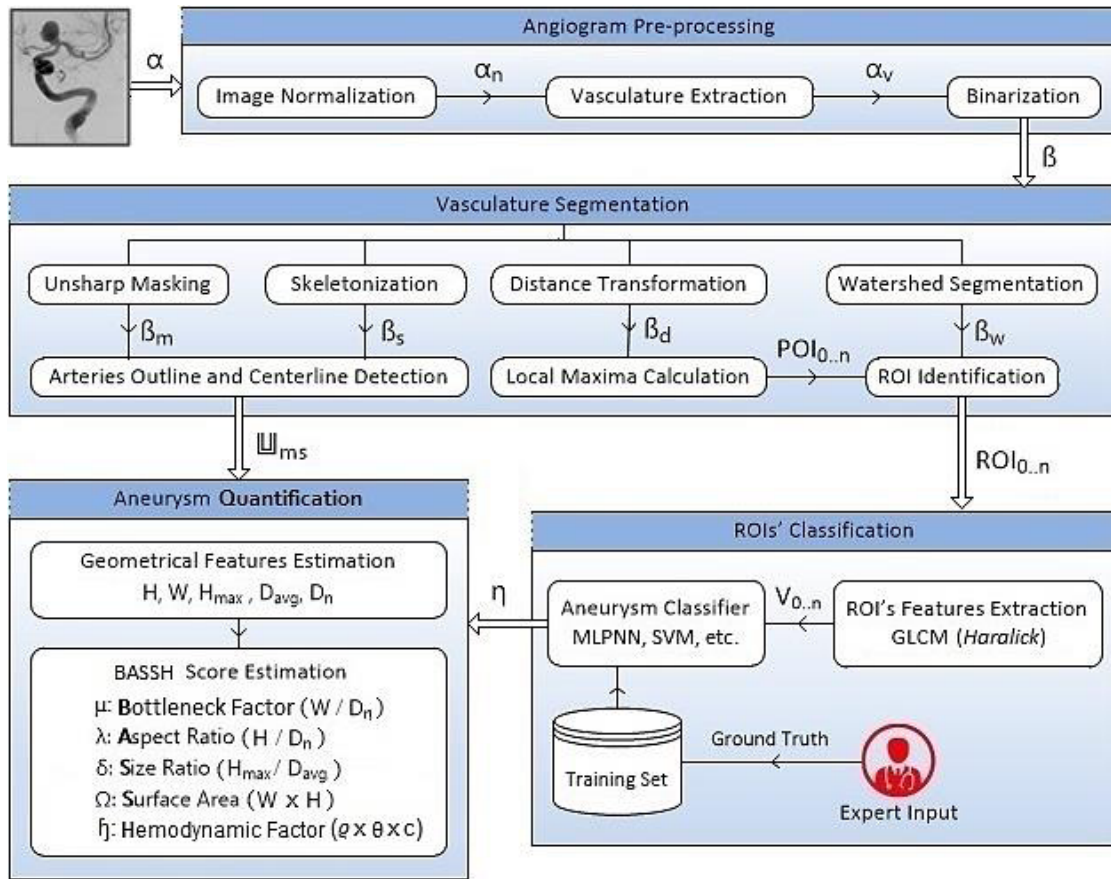 Angiogram Pre-processing
α
Image Normalization
αₙ
Vasculature Extraction
αᵥ
Binarization
ß
Vasculature Segmentation
Unsharp Masking
Skeletonization
Distance Transformation
Watershed Segmentation
ßₘ
ßₛ
ß_d
ß_w
Arteries Outline and Centerline Detection
Local Maxima Calculation
POI₀..ₙ
ROI Identification
⋓ₘₛ
ROI₀..ₙ
Aneurysm Quantification
Geometrical Features Estimation
H, W, Hₘₐₓ , D_avg, Dₙ
BASSH Score Estimation
µ: Bottleneck Factor (W / Dₙ)
λ: Aspect Ratio (H / Dₙ)
δ: Size Ratio (Hₘₐₓ / D_avg)
Ω: Surface Area (W x H)
ꜧ: Hemodynamic Factor (ϱ x θ x c)
η
ROIs' Classification
Aneurysm Classifier
MLPNN, SVM, etc.
V₀..ₙ
ROI's Features Extraction
GLCM (Haralick)
Training Set
Ground Truth
Expert Input